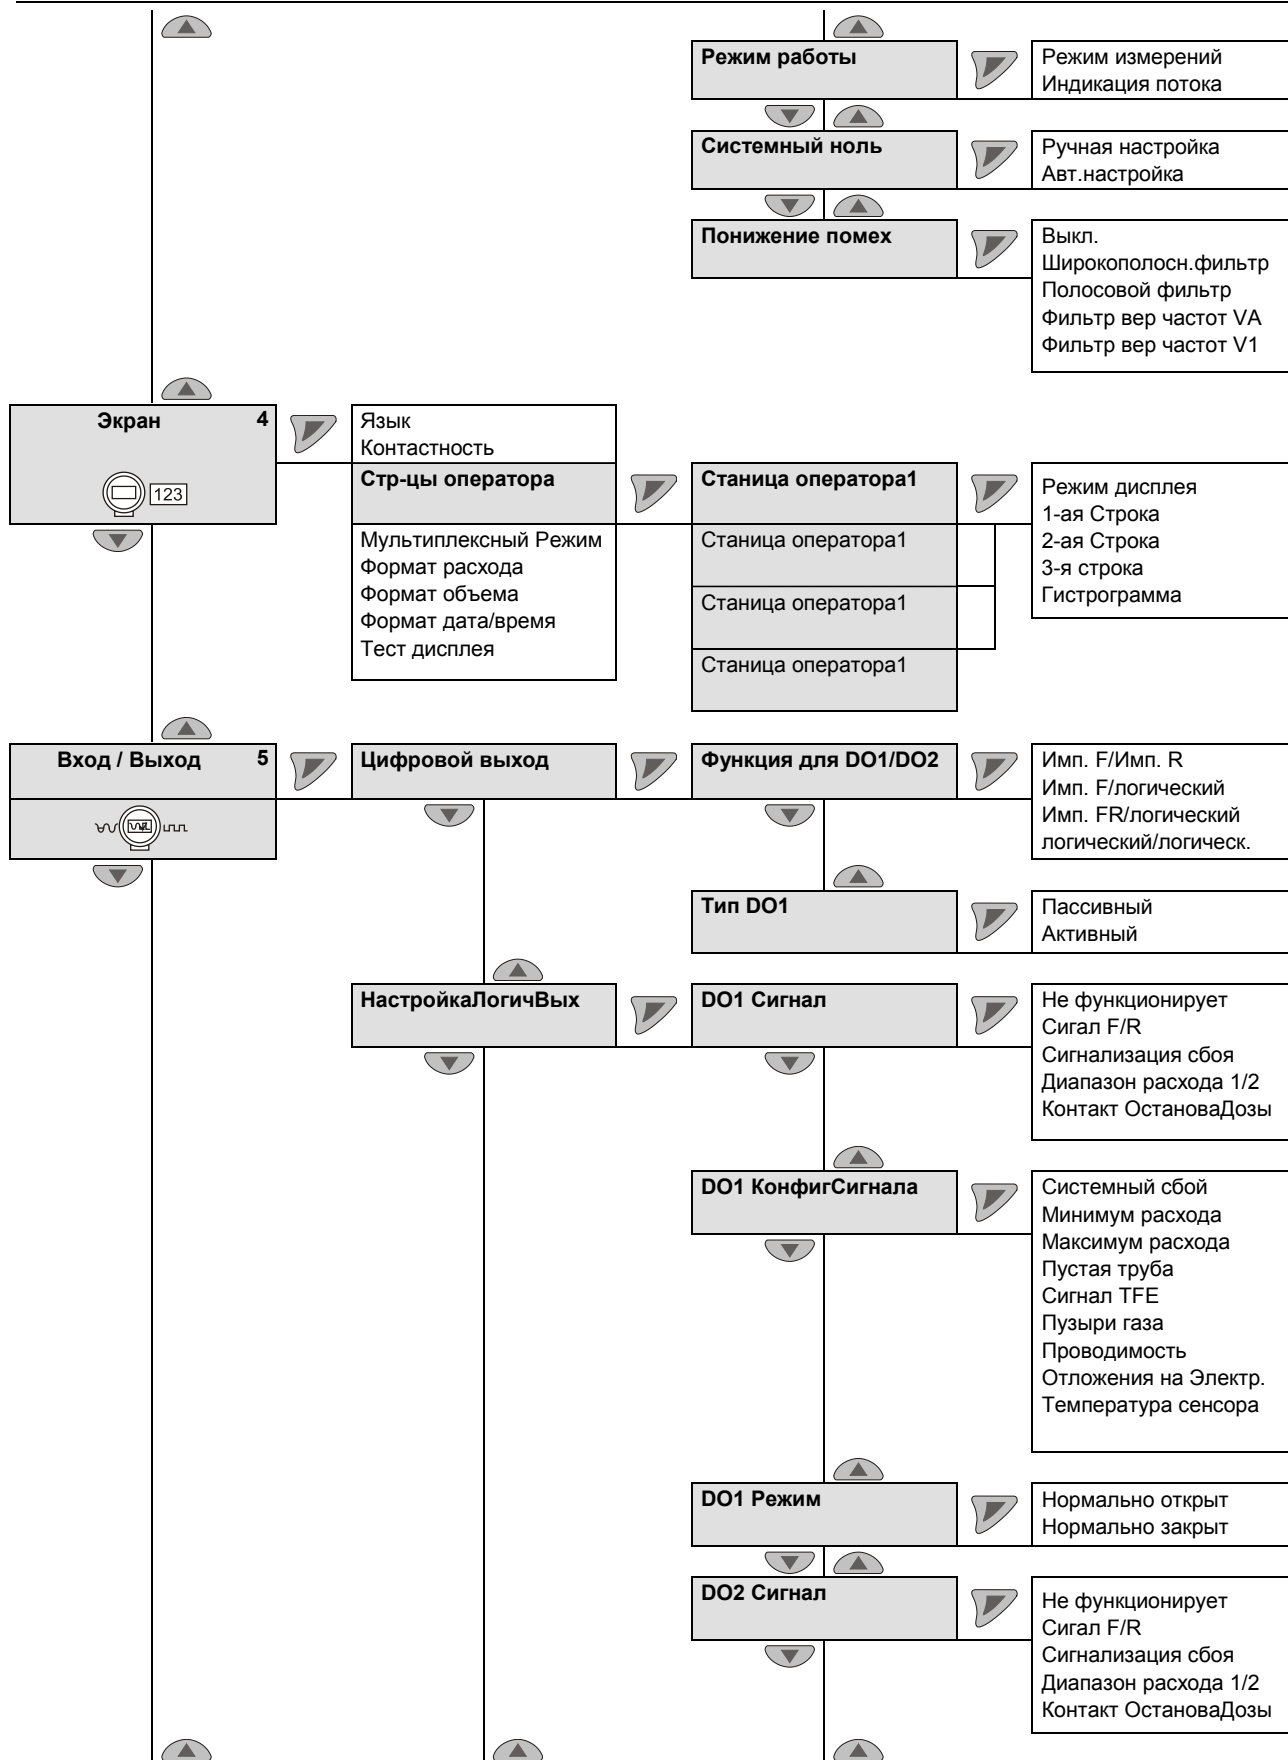 Режим работы
Режим измерений
Индикация потока
Системный ноль
Ручная настройка
Авт.настройка
Понижение помех
Выкл.
Широкополосн.фильтр
Полосовой фильтр
Фильтр вер частот VA
Фильтр вер частот V1
Экран 4
123
Язык
Контастность
Стр-цы оператора
Мультиплексный Режим
Формат расхода
Формат объема
Формат дата/время
Тест дисплея
Станица оператора1
Станица оператора1
Станица оператора1
Станица оператора1
Режим дисплея
1-ая Строка
2-ая Строка
3-я строка
Гистрограмма
Вход / Выход 5
Цифровой выход
Функция для DO1/DO2
Имп. F/Имп. R
Имп. F/логический
Имп. FR/логический
логический/логическ.
Тип DO1
Пассивный
Активный
НастройкаЛогичВых
DO1 Сигнал
Не функционирует
Сигал F/R
Сигнализация сбоя
Диапазон расхода 1/2
Контакт ОстановаДозы
DO1 КонфигСигнала
Системный сбой
Минимум расхода
Максимум расхода
Пустая труба
Сигнал TFE
Пузыри газа
Проводимость
Отложения на Электр.
Температура сенсора
DO1 Режим
Нормально открыт
Нормально закрыт
DO2 Сигнал
Не функционирует
Сигал F/R
Сигнализация сбоя
Диапазон расхода 1/2
Контакт ОстановаДозы